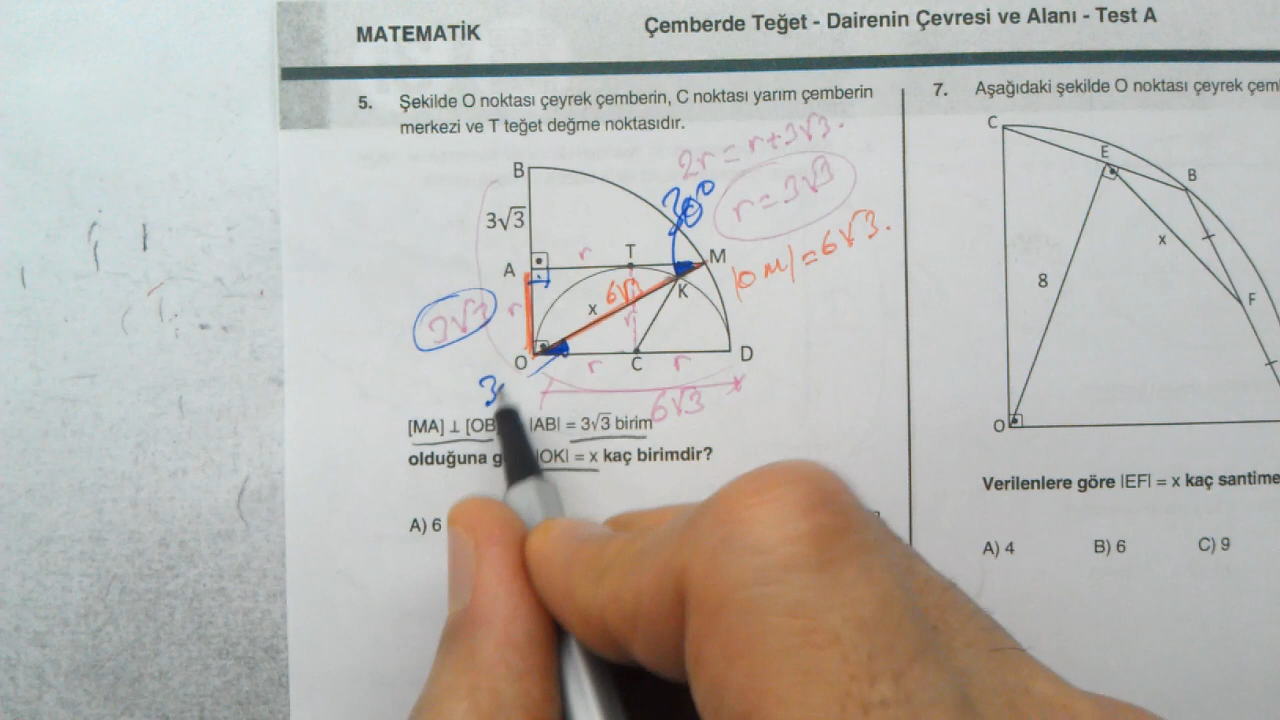 MATEMATİK
Çemberde Teğet - Dairenin Çevresi ve Alanı - Test A
5. Şekilde O noktası çeyrek çemberin, C noktası yarım çemberin
merkezi ve T teğet değme noktasıdır.
2r = r+3√3.
r = 3√3
30°
|OM| = 6√3.
B
3√3
A
r
T
M
K
6√3
x
r
r
3√3
O
r
C
r
D
3
6√3
[MA] ⊥ [OB |AB| = 3√3 birim
olduğuna g |OK| = x kaç birimdir?
A) 6
7. Aşağıdaki şekilde O noktası çeyrek çem
C
E
B
x
8
F
O
Verilenlere göre |EF| = x kaç santime
A) 4 B) 6 C) 9